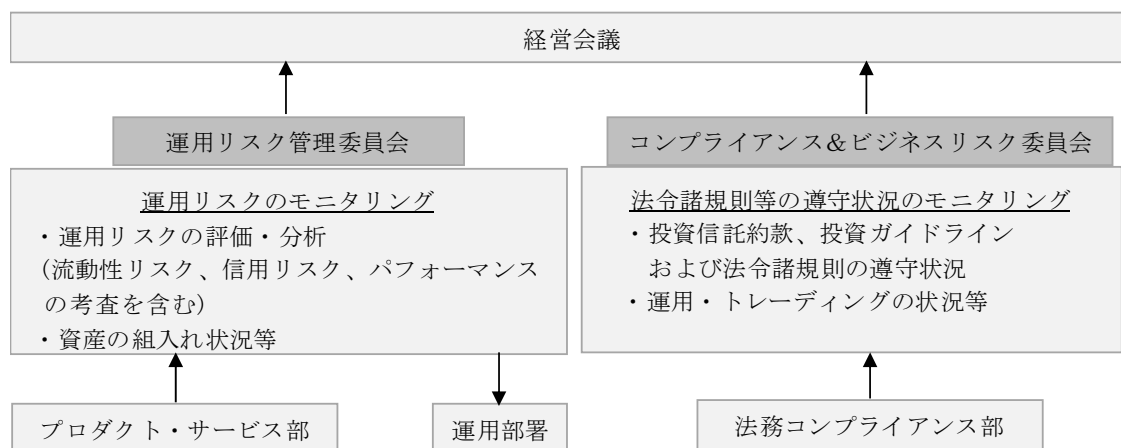 経営会議
運用リスク管理委員会
運用リスクのモニタリング
・運用リスクの評価・分析
(流動性リスク、信用リスク、パフォーマンス
の考査を含む)
・資産の組入れ状況等
プロダクト・サービス部
運用部署
コンプライアンス&ビジネスリスク委員会
法令諸規則等の遵守状況のモニタリング
・投資信託約款、投資ガイドライン
および法令諸規則の遵守状況
・運用・トレーディングの状況等
法務コンプライアンス部